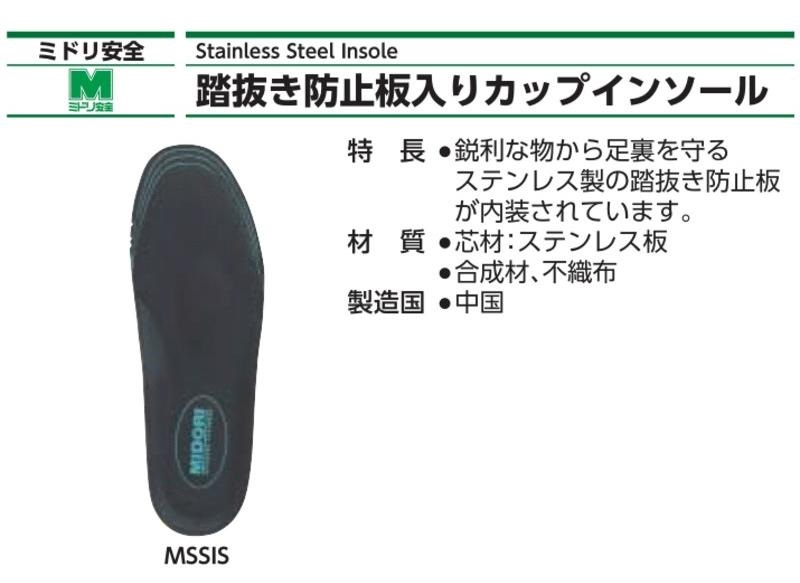 ミドリ安全
Stainless Steel Insole
M
ミドリ安全
踏抜き防止板入りカップインソール
特 長 ●鋭利な物から足裏を守る
ステンレス製の踏抜き防止板
が内装されています。
材 質 ●芯材：ステンレス板
●合成材、不織布
製造国 ●中国
MIDORI
MSSIS